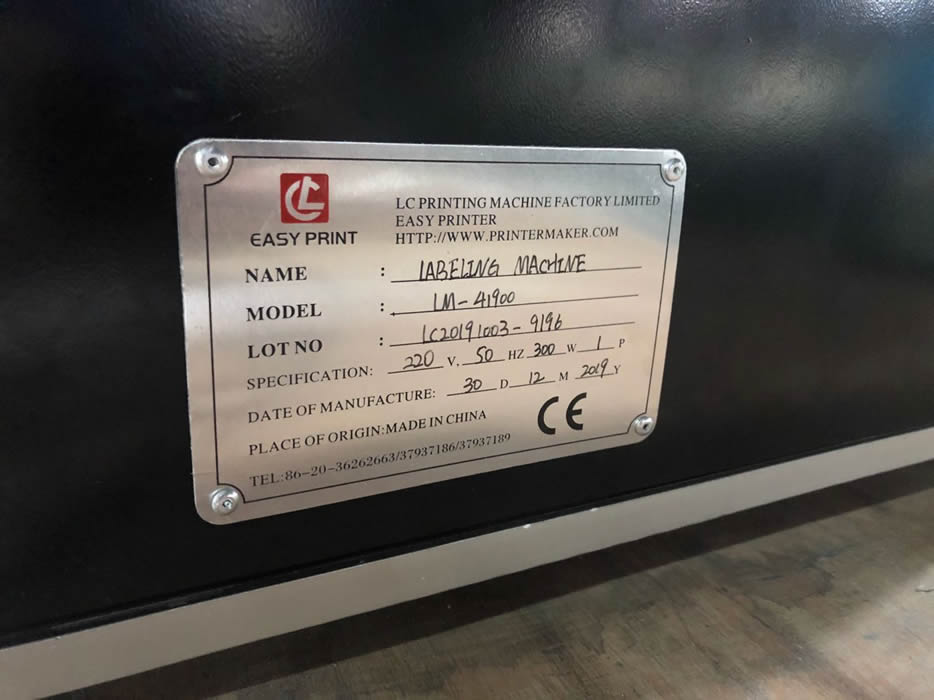 LC PRINTING MACHINE FACTORY LIMITED
EASY PRINTER
HTTP://WWW.PRINTERMAKER.COM
EASY PRINT
NAME : LABELING MACHINE
MODEL : LM-41900
LOT NO : LC20191003-9196
SPECIFICATION: 220 V. 50 HZ 300 W 1 P
DATE OF MANUFACTURE: 30 D 12 M 2019 Y
PLACE OF ORIGIN:MADE IN CHINA
CE
TEL:86-20-36262663/37937186/37937189